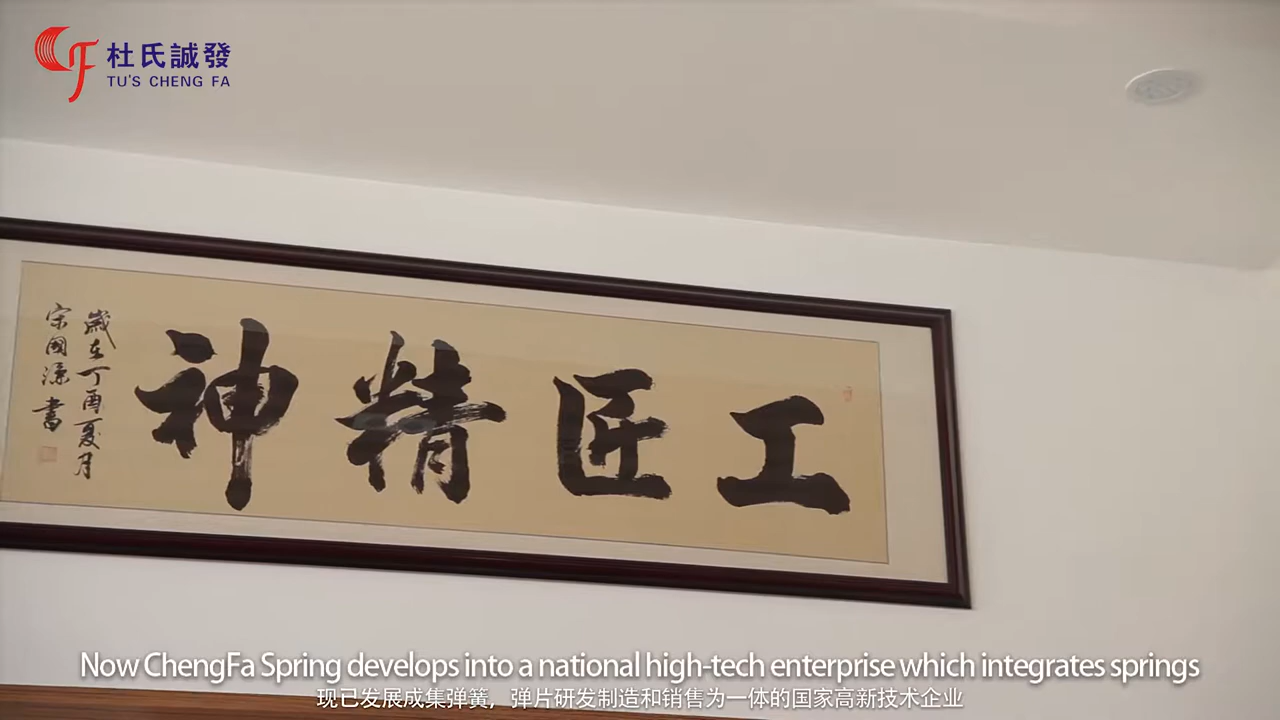 杜氏誠發
TU'S CHENG FA
神精匠工
歲在丁酉夏月
宗國源書
Now ChengFa Spring develops into a national high-tech enterprise which integrates springs
现已发展成集弹簧,弹片研发制造和销售为一体的国家高新技术企业